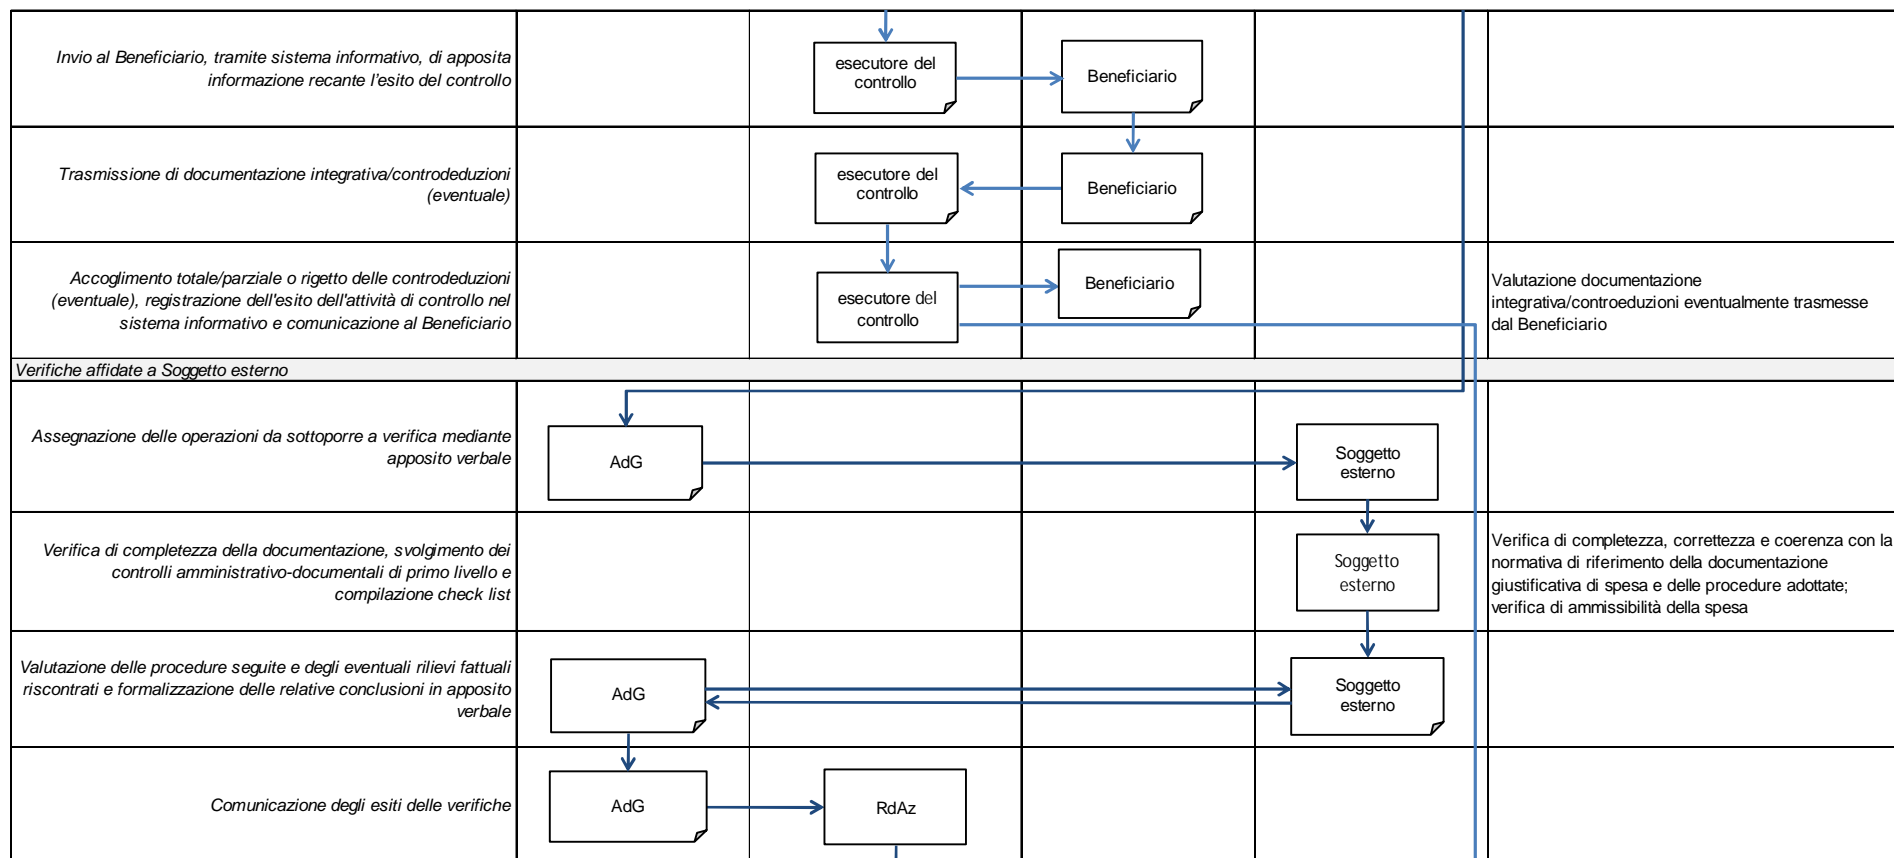 Invio al Beneficiario, tramite sistema informativo, di apposita
informazione recante l'esito del controllo
esecutore del
controllo
Beneficiario
Trasmissione di documentazione integrativa/controdeduzioni
(eventuale)
esecutore del
controllo
Beneficiario
Accoglimento totale/parziale o rigetto delle controdeduzioni
(eventuale), registrazione dell'esito dell'attività di controllo nel
sistema informativo e comunicazione al Beneficiario
esecutore del
controllo
Beneficiario
Valutazione documentazione
integrativa/controeduzioni eventualmente trasmesse
dal Beneficiario
Verifiche affidate a Soggetto esterno
Assegnazione delle operazioni da sottoporre a verifica mediante
apposito verbale
AdG
Soggetto
esterno
Verifica di completezza della documentazione, svolgimento dei
controlli amministrativo-documentali di primo livello e
compilazione check list
Soggetto
esterno
Verifica di completezza, correttezza e coerenza con la
normativa di riferimento della documentazione
giustificativa di spesa e delle procedure adottate;
verifica di ammissibilità della spesa
Valutazione delle procedure seguite e degli eventuali rilievi fattuali
riscontrati e formalizzazione delle relative conclusioni in apposito
verbale
AdG
Soggetto
esterno
Comunicazione degli esiti delle verifiche
AdG
RdAz